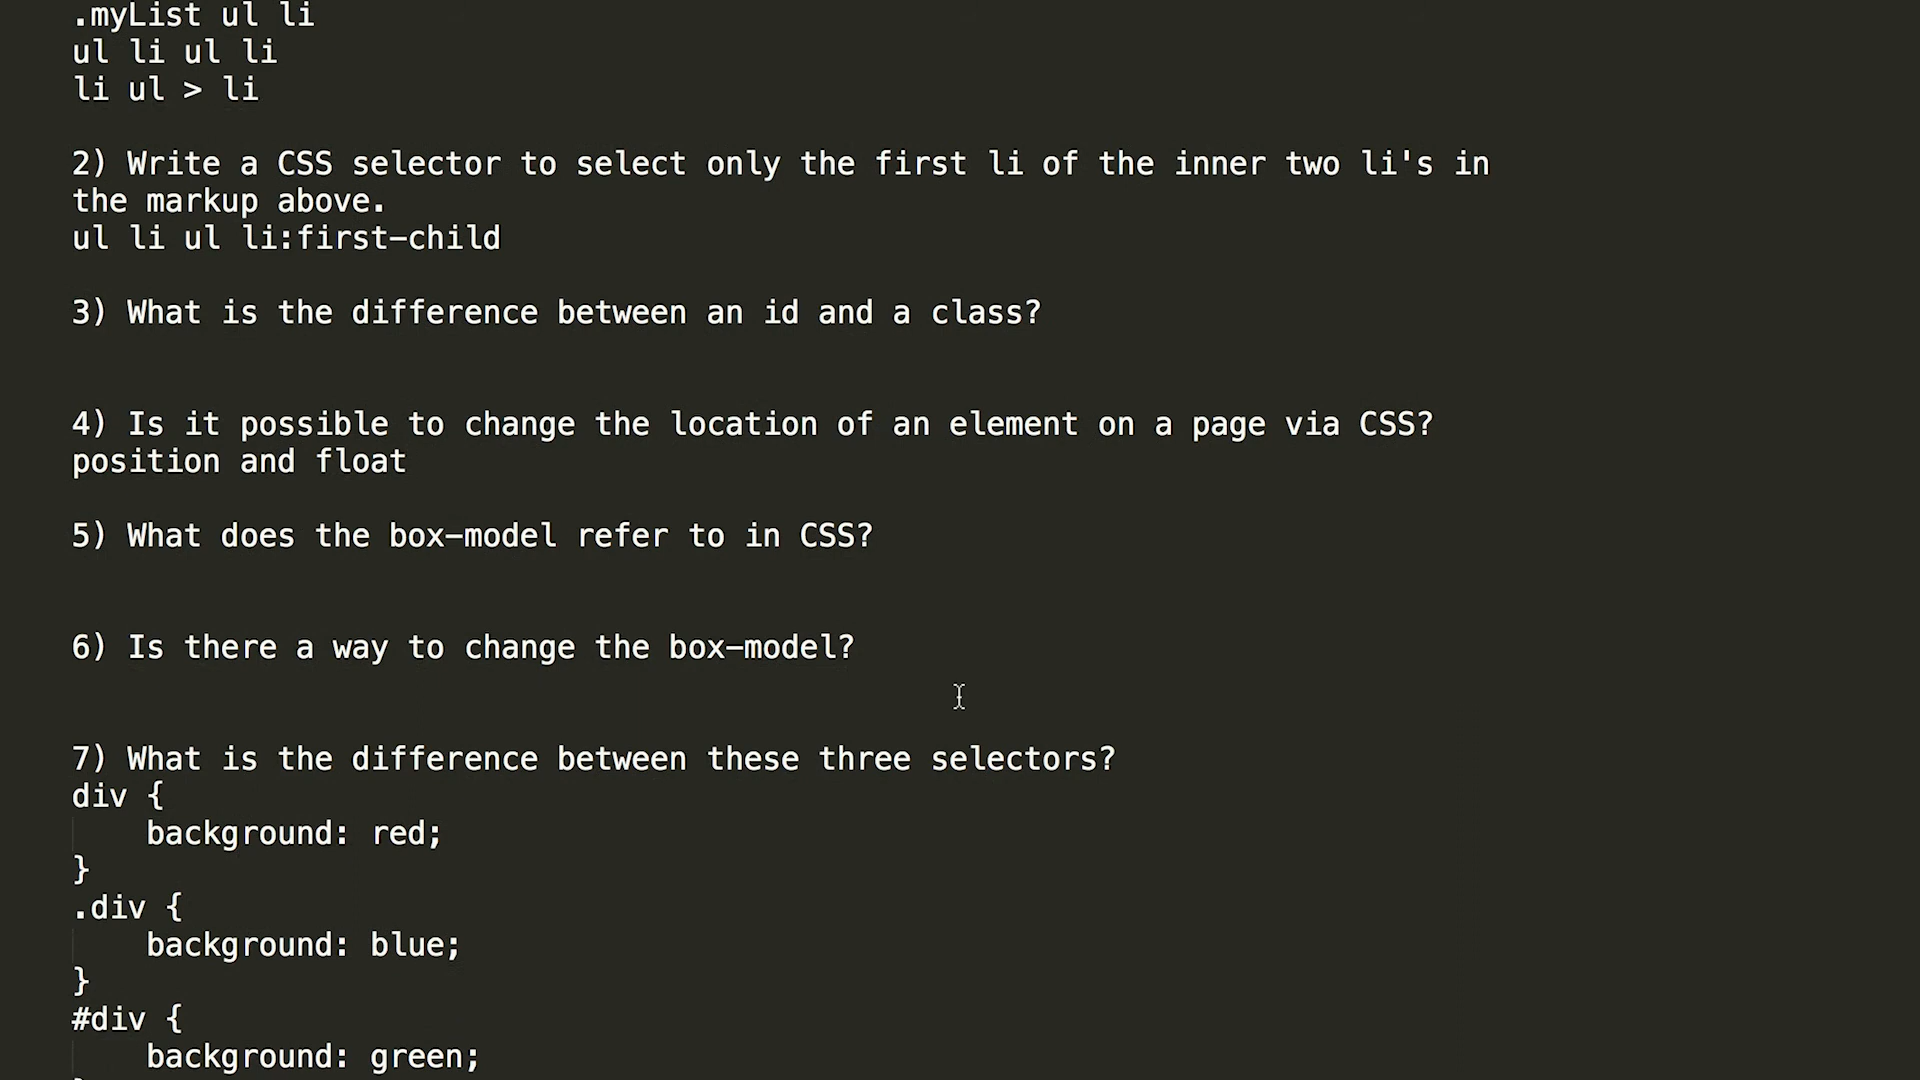 .myList ul li
ul li ul li
li ul > li
2) Write a CSS selector to select only the first li of the inner two li's in
the markup above.
ul li ul li:first-child
3) What is the difference between an id and a class?
4) Is it possible to change the location of an element on a page via CSS?
position and float
5) What does the box-model refer to in CSS?
6) Is there a way to change the box-model?
7) What is the difference between these three selectors?
div {
background: red;
}
.div {
background: blue;
}
#div {
background: green;